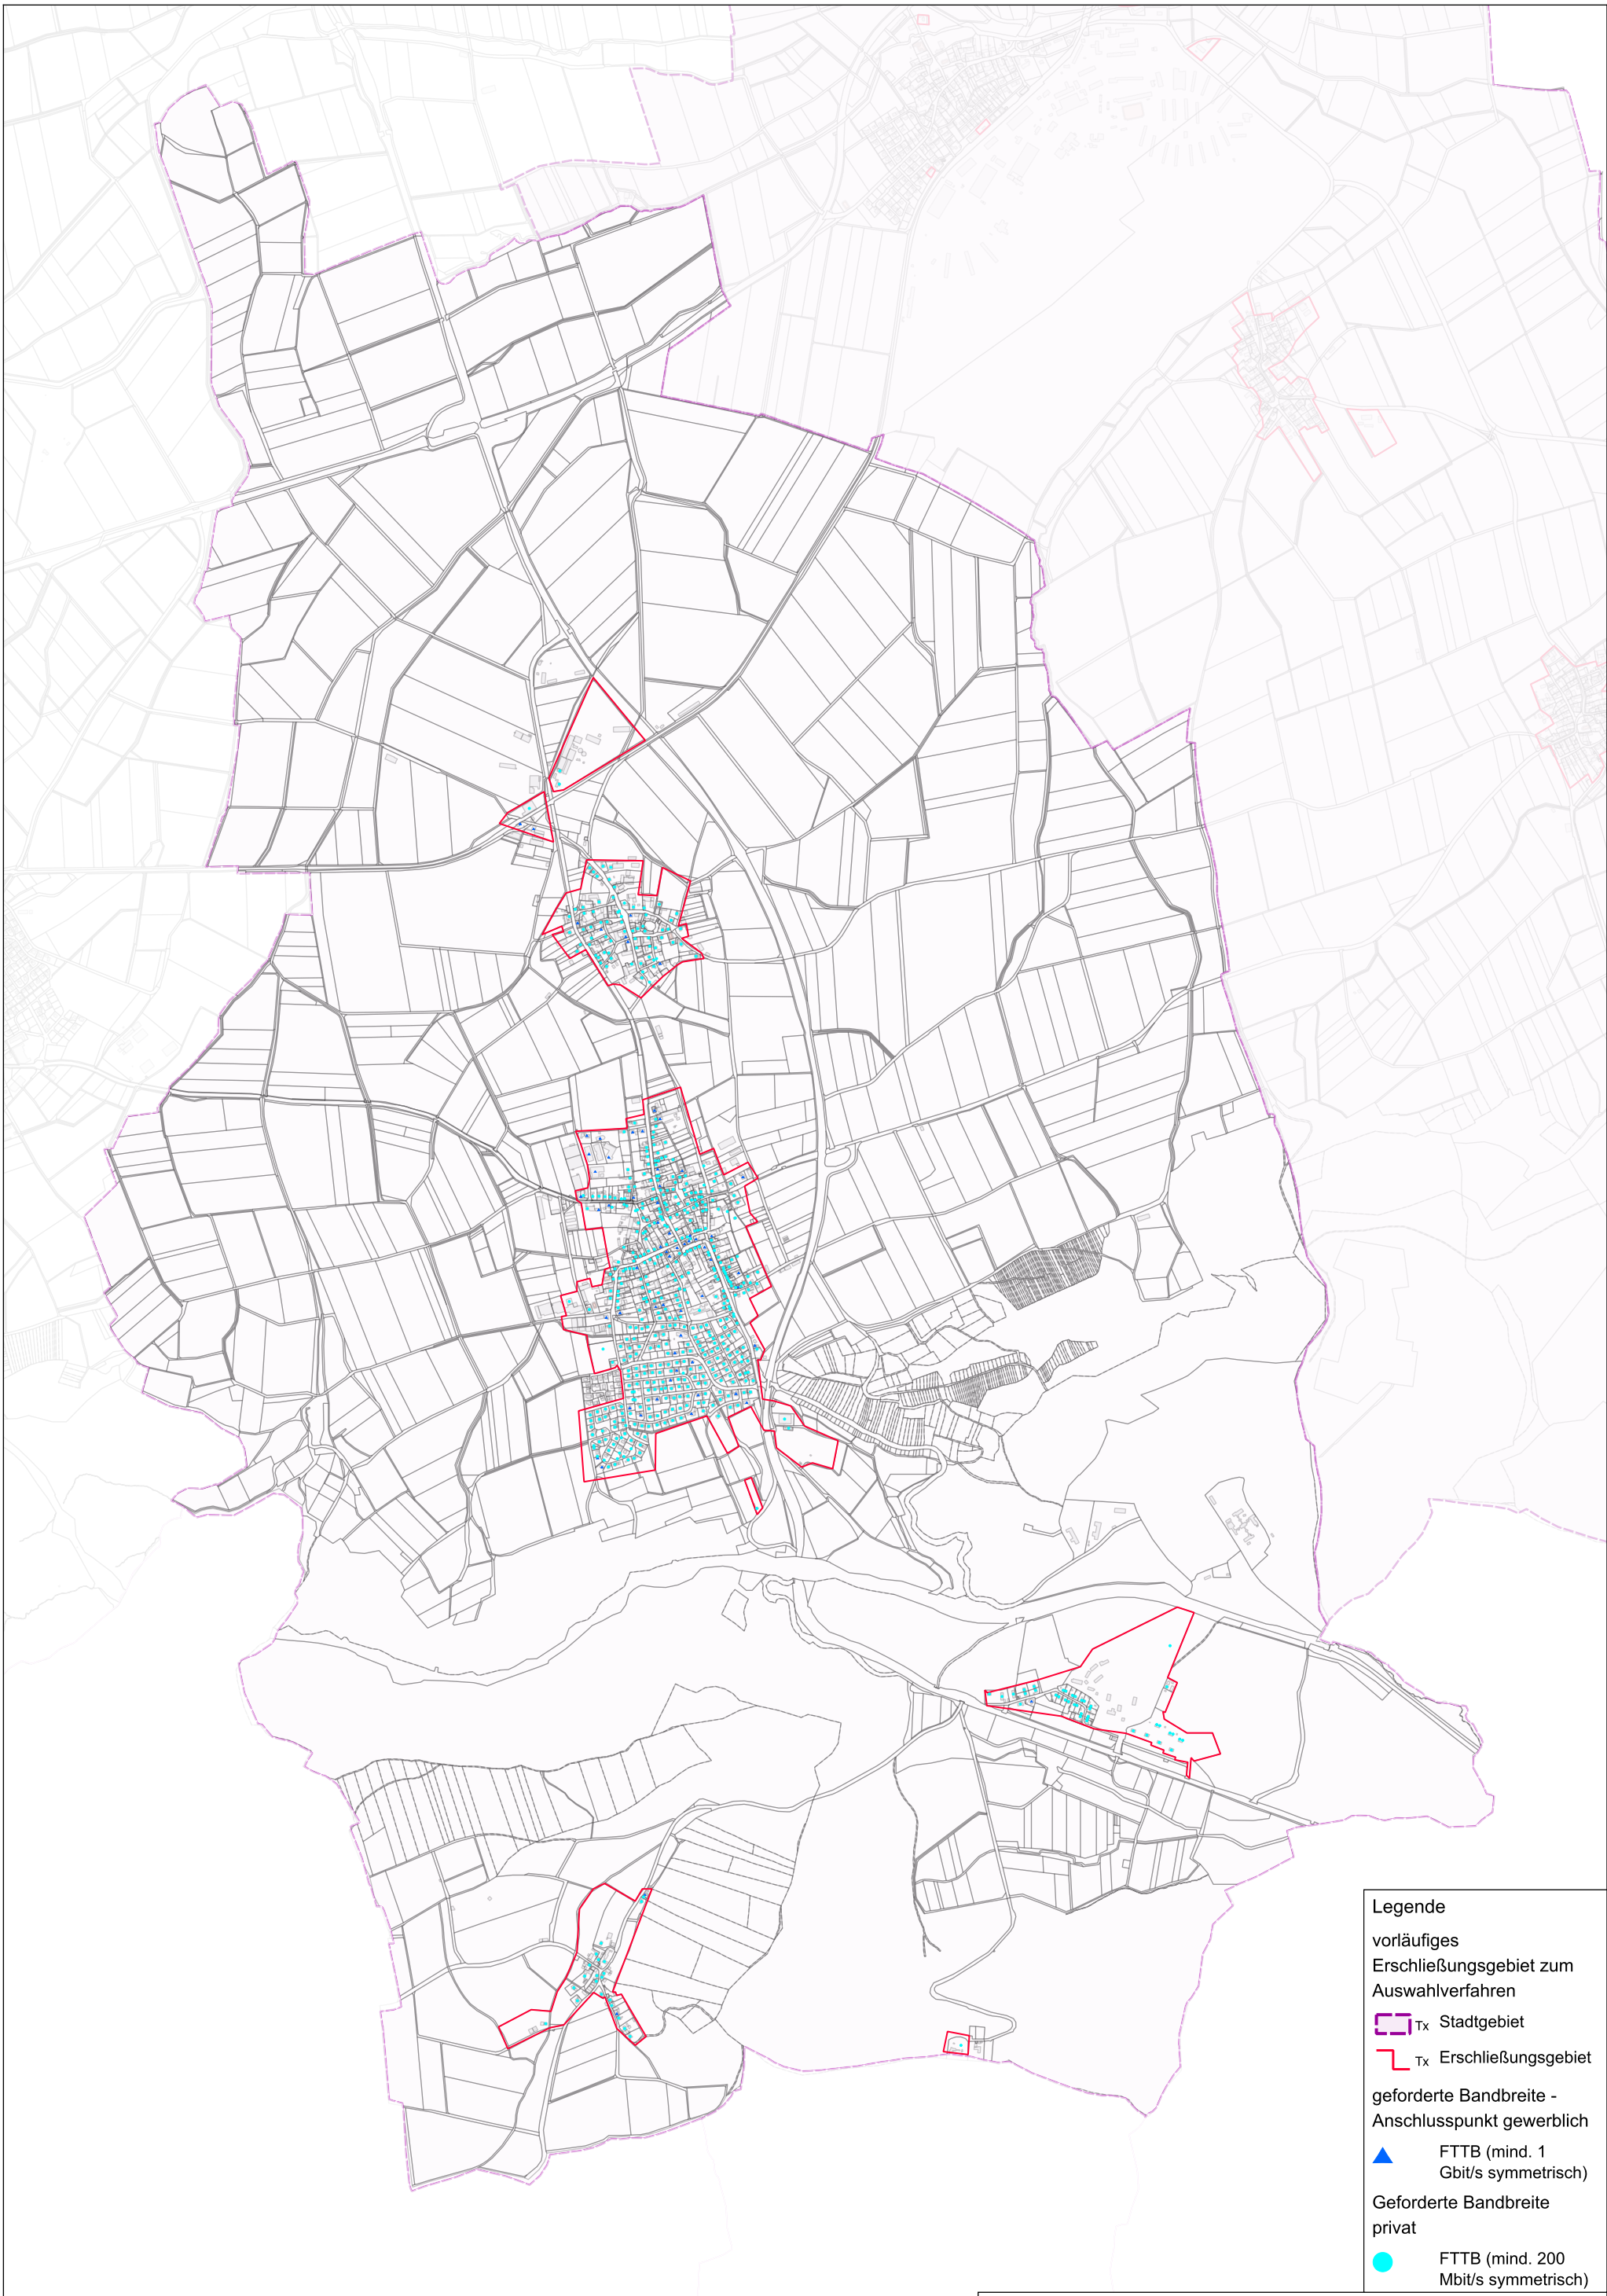 Legende
vorläufiges
Erschließungsgebiet zum
Auswahlverfahren
Tx Stadtgebiet
Tx Erschließungsgebiet
geforderte Bandbreite -
Anschlusspunkt gewerblich
FTTB (mind. 1
Gbit/s symmetrisch)
Geforderte Bandbreite
privat
FTTB (mind. 200
Mbit/s symmetrisch)